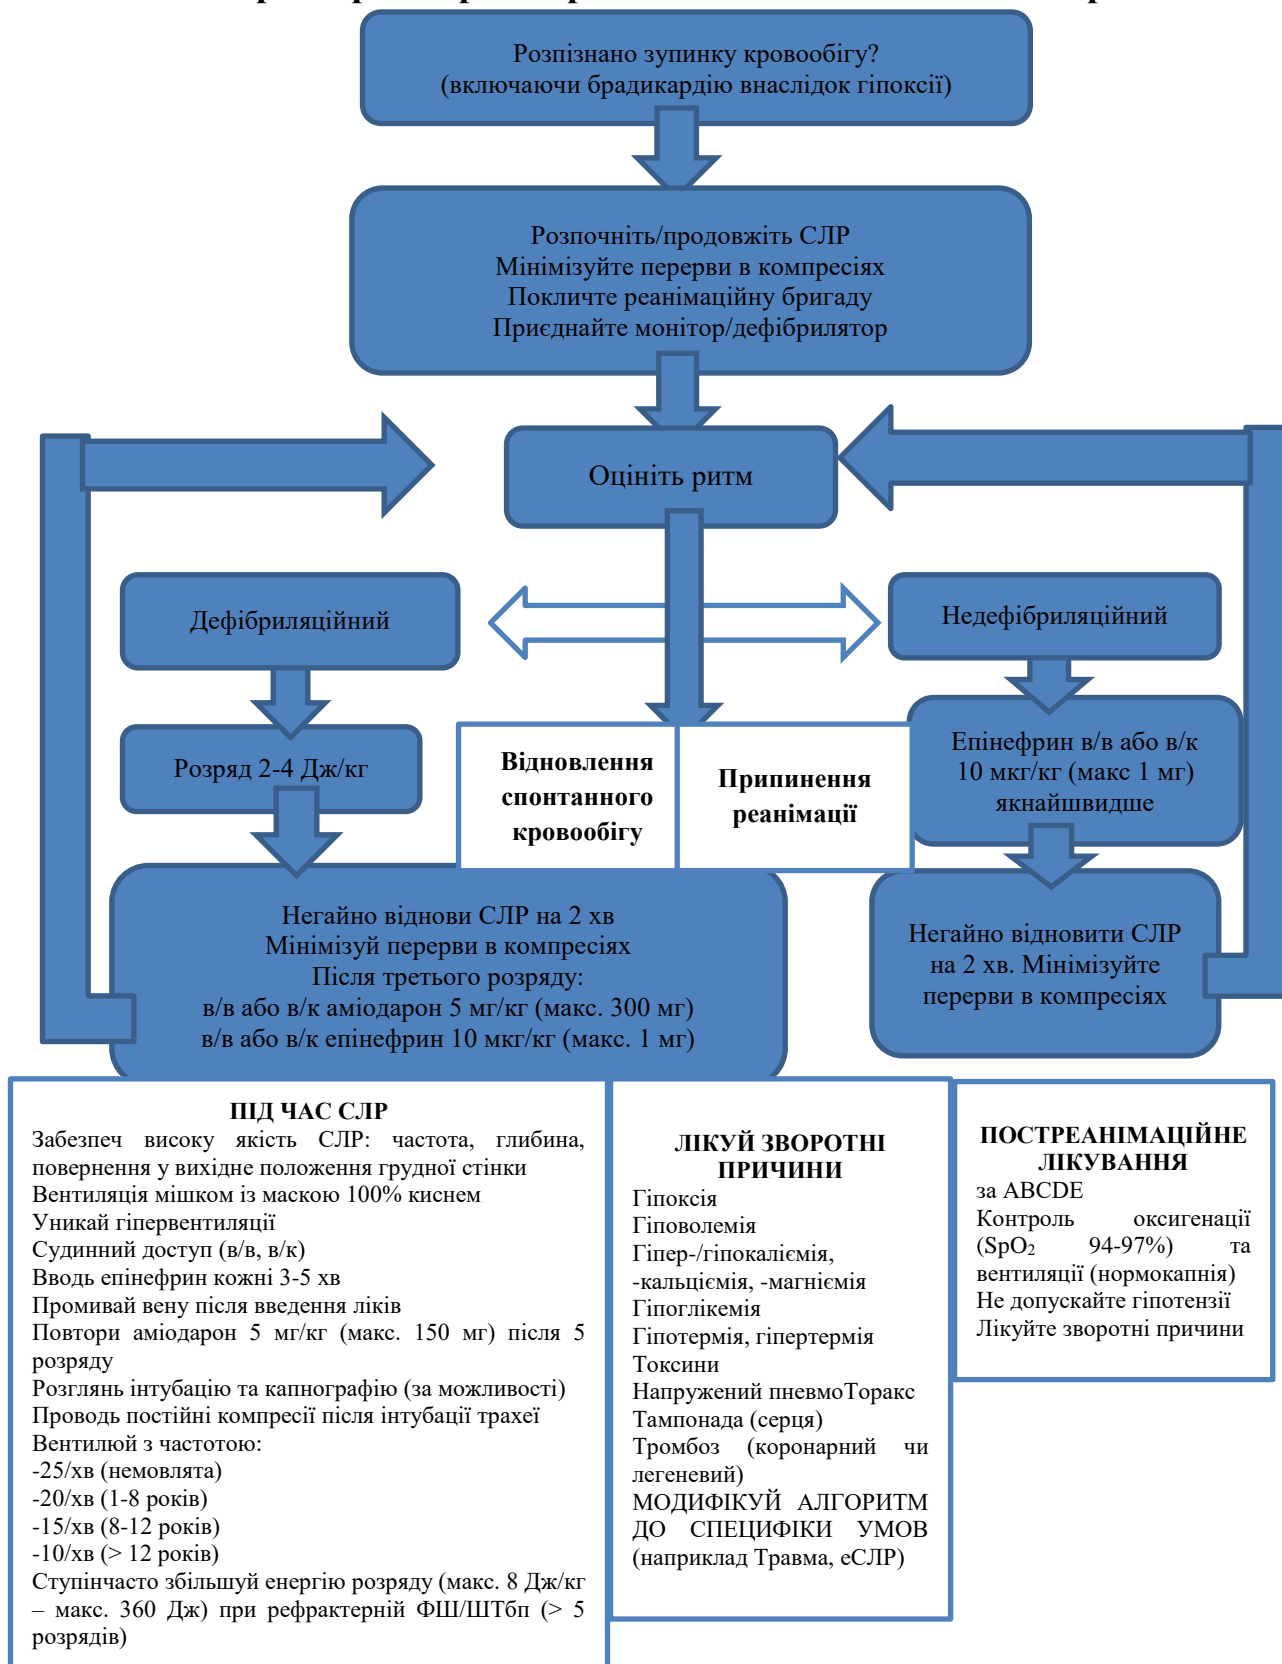 Розпізнано зупинку кровообігу?
(включаючи брадикардію внаслідок гіпоксії)
Розпочніть/продовжіть СЛР
Мінімізуйте перерви в компресіях
Покличте реанімаційну бригаду
Приєднайте монітор/дефібрилятор
Оцініть ритм
Дефібриляційний
Недефібриляційний
Розряд 2-4 Дж/кг
Відновлення
спонтанного
кровообігу
Припинення
реанімації
Епінефрин в/в або в/к
10 мкг/кг (макс 1 мг)
якнайшвидше
Негайно віднови СЛР на 2 хв
Мінімізуй перерви в компресіях
Після третього розряду:
в/в або в/к аміодарон 5 мг/кг (макс. 300 мг)
в/в або в/к епінефрин 10 мкг/кг (макс. 1 мг)
Негайно відновити СЛР
на 2 хв. Мінімізуйте
перерви в компресіях
ПІД ЧАС СЛР
Забезпеч високу якість СЛР: частота, глибина,
повернення у вихідне положення грудної стінки
Вентиляція мішком із маскою 100% киснем
Уникай гіпервентиляції
Судинний доступ (в/в, в/к)
Вводь епінефрин кожні 3-5 хв
Промивай вену після введення ліків
Повтори аміодарон 5 мг/кг (макс. 150 мг) після 5
розряду
Розглянь інтубацію та капнографію (за можливості)
Проводь постійні компресії після інтубації трахеї
Вентилюй з частотою:
-25/хв (немовлята)
-20/хв (1-8 років)
-15/хв (8-12 років)
-10/хв (> 12 років)
Ступінчасто збільшуй енергію розряду (макс. 8 Дж/кг
– макс. 360 Дж) при рефрактерній ФШ/ШТбп (> 5
розрядів)
ЛІКУЙ ЗВОРОТНІ
ПРИЧИНИ
Гіпоксія
Гіповолемія
Гіпер-/гіпокаліємія,
-кальціємія, -магніємія
Гіпоглікемія
Гіпотермія, гіпертермія
Токсини
Напружений пневмоТоракс
Тампонада (серця)
Тромбоз (коронарний чи
легеневий)
МОДИФІКУЙ АЛГОРИТМ
ДО СПЕЦИФІКИ УМОВ
(наприклад Травма, еСЛР)
ПОСТРЕАНІМАЦІЙНЕ
ЛІКУВАННЯ
за ABCDE
Контроль оксигенації
(SpO₂ 94-97%) та
вентиляції (нормокапнія)
Не допускайте гіпотензії
Лікуйте зворотні причини